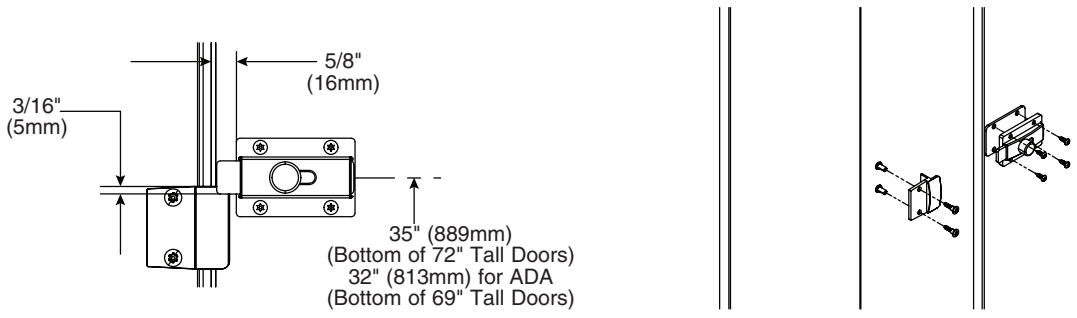 5/8"
(16mm)
3/16"
(5mm)
35" (889mm)
(Bottom of 72" Tall Doors)
32" (813mm) for ADA
(Bottom of 69" Tall Doors)